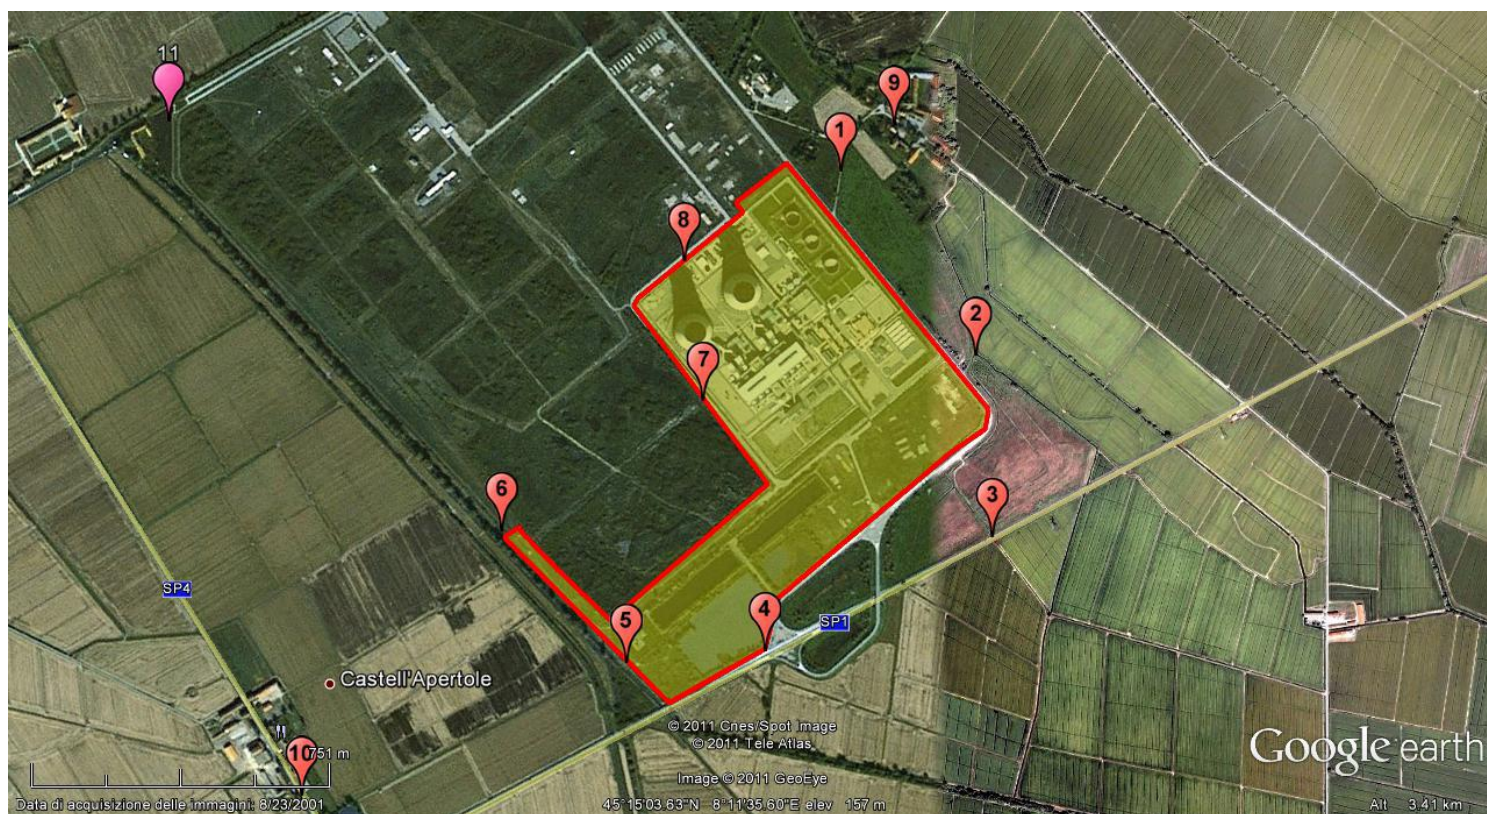 11
9
1
8
2
7
6
3
4
5
SP4
SP1
Castell'Apertole
© 2011 Cnes/Spot Image
© 2011 Tele Atlas
10
751 m
Google earth
Image © 2011 GeoEye
Data di acquisizione delle immagini: 8/23/2001
45°15'03.63"N 8°11'35.60"E elev 157 m
Alt 3.41 km